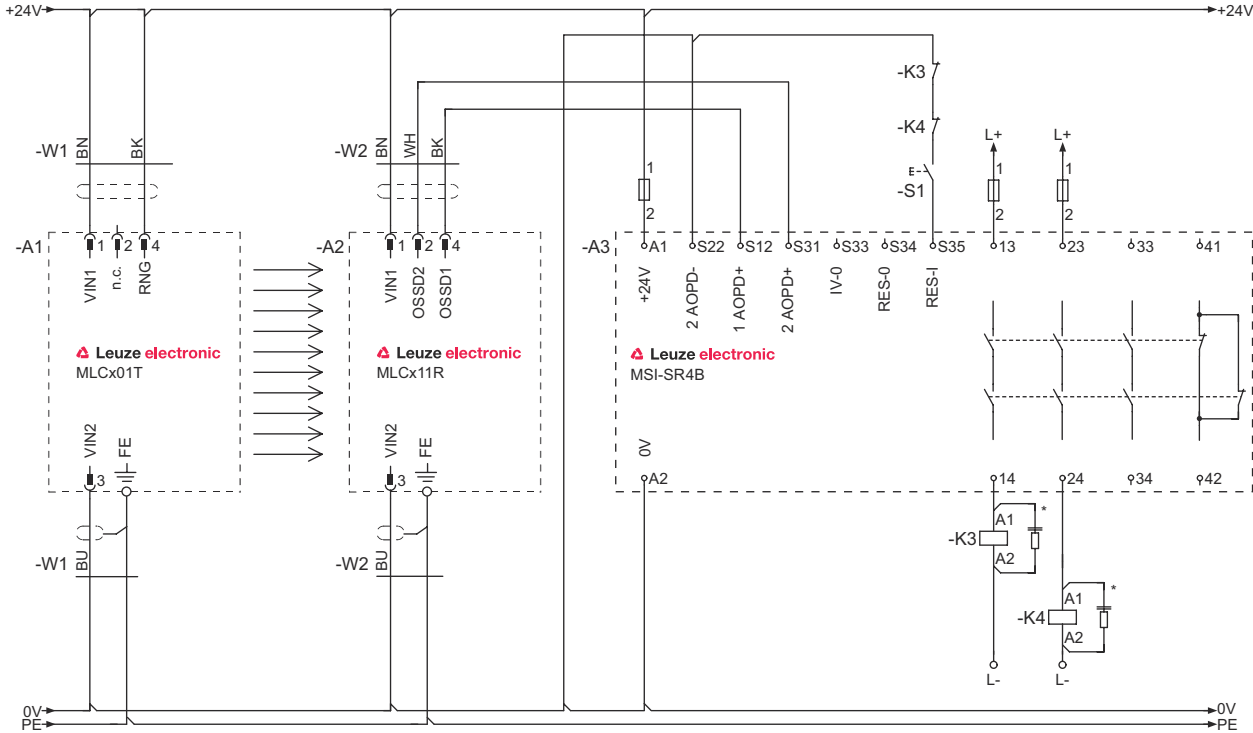 +24V
+24V
-K3
-K4
E
-S1
-W1
BN
BK
-W2
BN
WH
BK
L+
L+
1
2
1
2
1
2
-A1
1
2
4
VIN1
n.c.
RNG
-A2
1
2
4
VIN1
OSSD2
OSSD1
-A3
A1
S22
S12
S31
S33
S34
S35
13
23
33
41
+24V
2 AOPD-
1 AOPD+
2 AOPD+
IV-0
RES-0
RES-I
Leuze electronic
MLCx01T
Leuze electronic
MLCx11R
Leuze electronic
MSI-SR4B
VIN2
FE
3
VIN2
FE
3
0V
A2
14
24
34
42
-W1
BU
-W2
BU
-K3
A1
A2
*
-K4
A1
A2
*
L-
L-
0V
0V
PE
PE